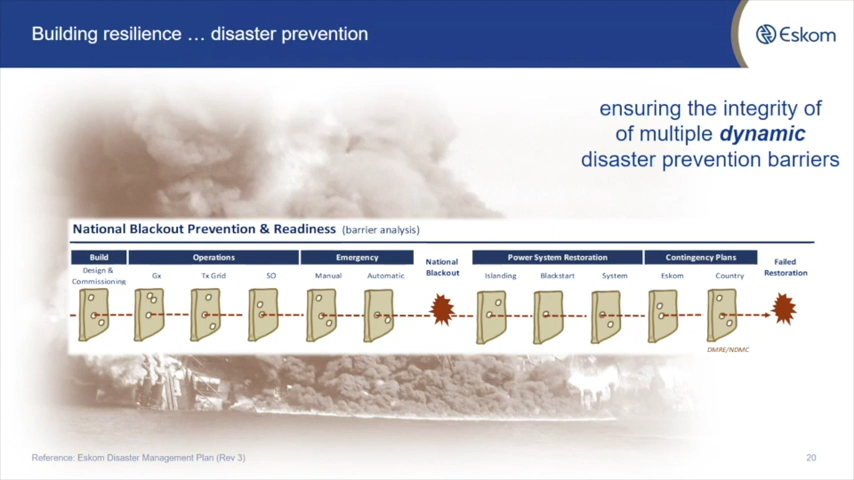 Building resilience … disaster prevention
Eskom
ensuring the integrity of
of multiple dynamic
disaster prevention barriers
National Blackout Prevention & Readiness (barrier analysis)
Build Operations Emergency Power System Restoration Contingency Plans
Design & Commissioning
Gx Tx Grid SO Manual Automatic
National Blackout
Islanding Blackstart System Eskom Country
Failed Restoration
DMRE/NDMC
Reference: Eskom Disaster Management Plan (Rev 3)
20